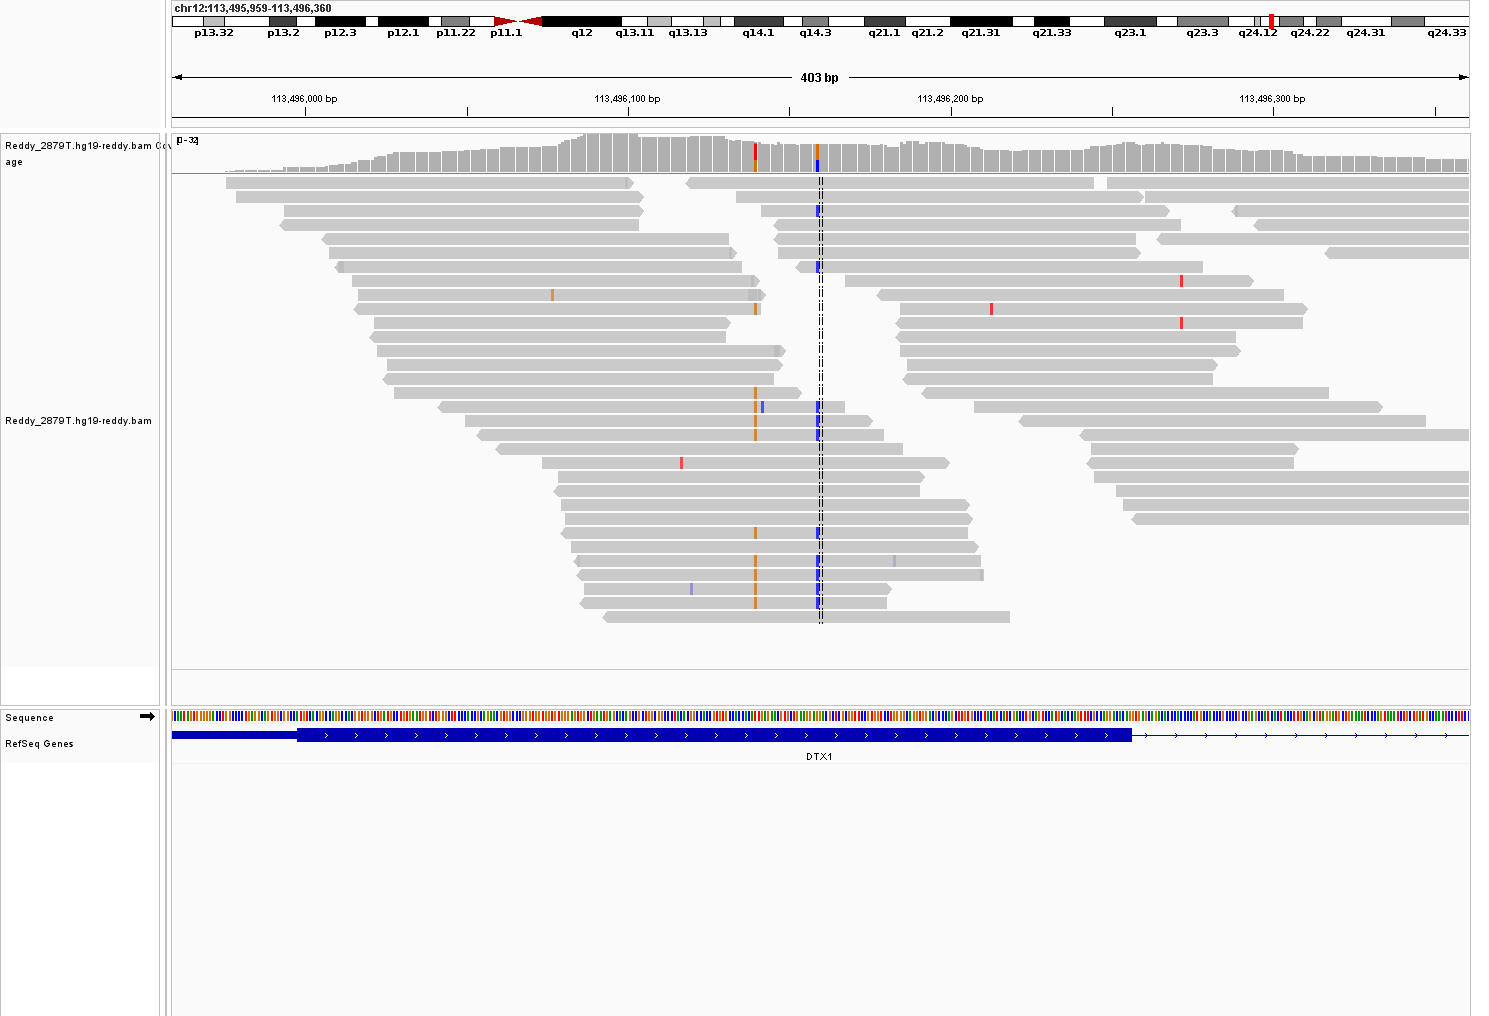 chr12:113,495,959-113,496,360
p13.32 p13.2 p12.3 p12.1 p11.22 p11.1 q12 q13.11 q13.13 q14.1 q14.3 q21.1 q21.2 q21.31 q21.33 q23.1 q23.3 q24.12 q24.22 q24.31 q24.33
403 bp
113,496,000 bp 113,496,100 bp 113,496,200 bp 113,496,300 bp
Reddy_2879T.hg19-reddy.bam Cov
age
[0-32]
Reddy_2879T.hg19-reddy.bam
Sequence
RefSeq Genes
DTX1